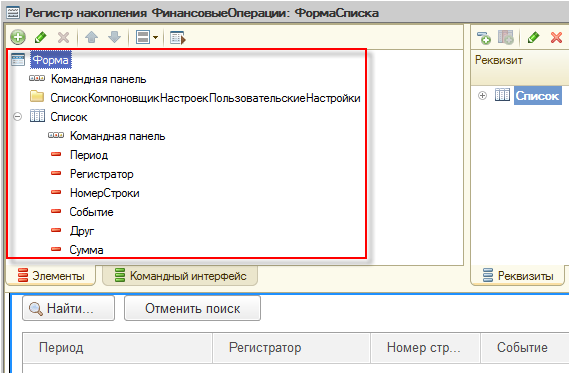 Регистр накопления ФинансовыеОперации: ФормаСписка
Форма
Командная панель
СписокКомпоновщикНастроекПользовательскиеНастройки
Список
Командная панель
Период
Регистратор
НомерСтроки
Событие
Друг
Сумма
Элементы Командный интерфейс
Реквизит
Список
Реквизиты
Найти... Отменить поиск
Период Регистратор Номер стр... Событие